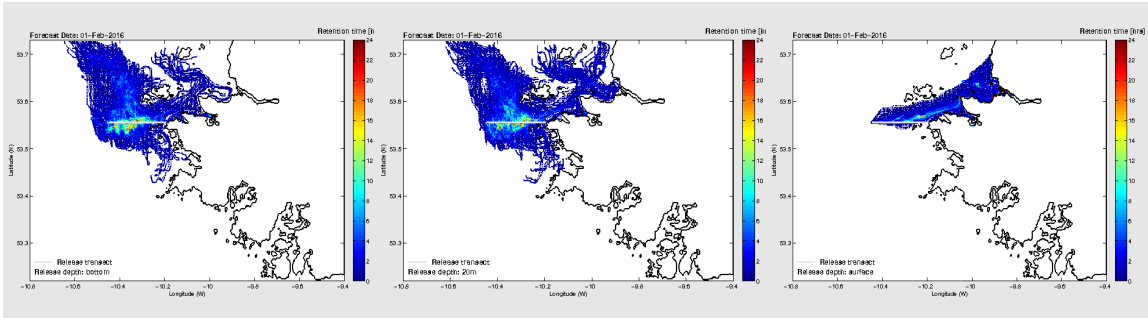 Forecast Date: 01-Feb-2016
Retention time [h
24
22
20
18
16
14
12
10
8
6
4
2
0
53.7
53.6
53.5
53.4
53.3
Latitude (N)
Release transect
Release depth: bottom
-10.8 -10.6 -10.4 -10.2 -10 -9.8 -9.6 -9.4
Longitude (W)
Forecast Date: 01-Feb-2016
Retention time [h
24
22
20
18
16
14
12
10
8
6
4
2
0
53.7
53.6
53.5
53.4
53.3
Latitude (N)
Release transect
Release depth: 20m
-10.8 -10.6 -10.4 -10.2 -10 -9.8 -9.6 -9.4
Longitude (W)
Forecast Date: 01-Feb-2016
Retention time [hrs]
24
22
20
18
16
14
12
10
8
6
4
2
0
53.7
53.6
53.5
53.4
53.3
Latitude (N)
Release transect
Release depth: surface
-10.8 -10.6 -10.4 -10.2 -10 -9.8 -9.6 -9.4
Longitude (W)